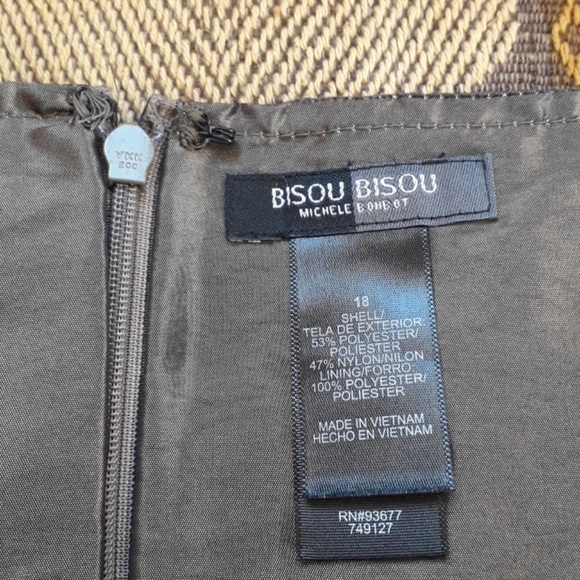 YKK
BISOU BISOU
MICHELE BOHBOT
18
SHELL/
TELA DE EXTERIOR:
53% POLYESTER/
POLIESTER
47% NYLON/NILON
LINING/FORRO:
100% POLYESTER/
POLIESTER
MADE IN VIETNAM
HECHO EN VIETNAM
RN#93677
749127